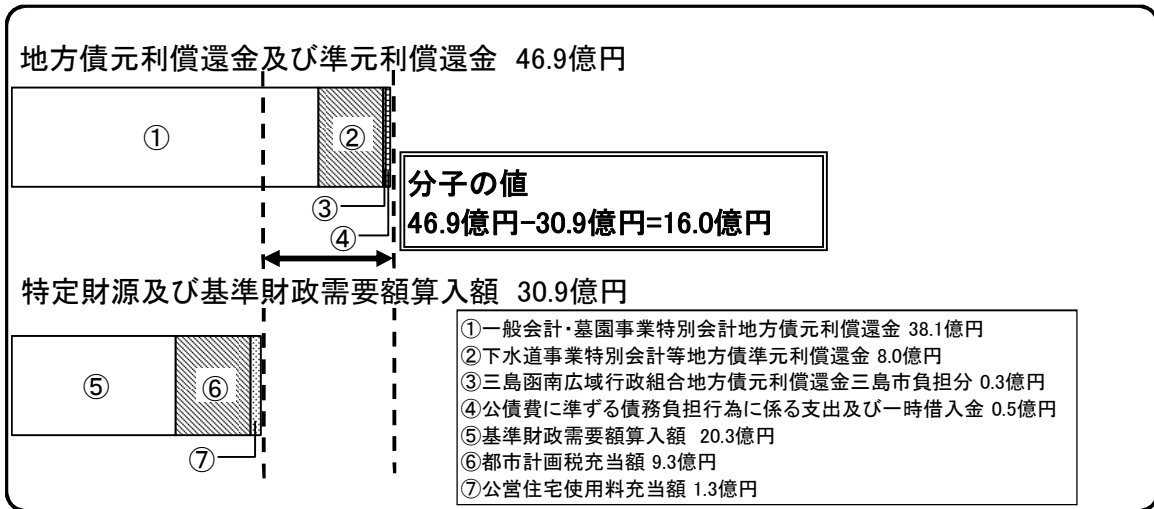 地方債元利償還金及び準元利償還金 46.9億円
①
②
③
④
分子の値
46.9億円−30.9億円=16.0億円
特定財源及び基準財政需要額算入額 30.9億円
⑤
⑥
⑦
①一般会計・墓園事業特別会計地方債元利償還金 38.1億円
②下水道事業特別会計等地方債準元利償還金 8.0億円
③三島函南広域行政組合地方債元利償還金三島市負担分 0.3億円
④公債費に準ずる債務負担行為に係る支出及び一時借入金 0.5億円
⑤基準財政需要額算入額 20.3億円
⑥都市計画税充当額 9.3億円
⑦公営住宅使用料充当額 1.3億円